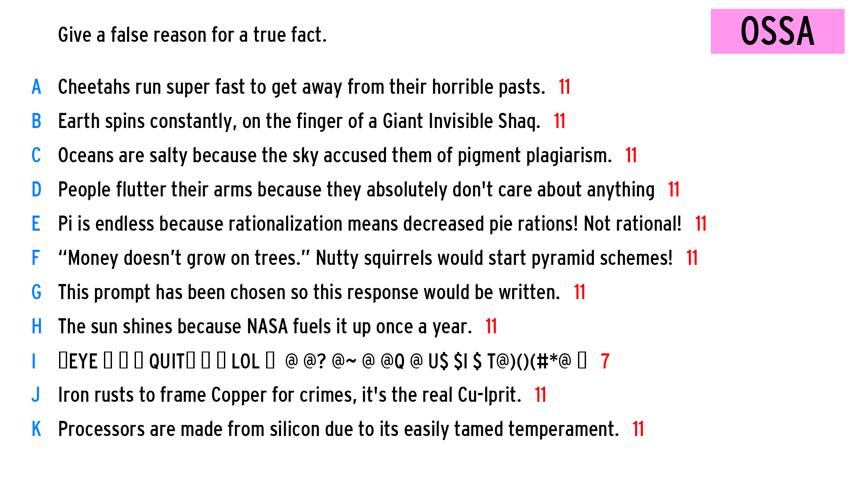 Give a false reason for a true fact.
OSSA
A Cheetahs run super fast to get away from their horrible pasts. 11
B Earth spins constantly, on the finger of a Giant Invisible Shaq. 11
C Oceans are salty because the sky accused them of pigment plagiarism. 11
D People flutter their arms because they absolutely don't care about anything 11
E Pi is endless because rationalization means decreased pie rations! Not rational! 11
F “Money doesn’t grow on trees.” Nutty squirrels would start pyramid schemes! 11
G This prompt has been chosen so this response would be written. 11
H The sun shines because NASA fuels it up once a year. 11
I ▯EYE ▯ ▯ ▯ QUIT▯ ▯ ▯ LOL ▯ @ @? @~ @ @Q @ U$ $I $ T@)()(#*@ ▯ 7
J Iron rusts to frame Copper for crimes, it's the real Cu-lprit. 11
K Processors are made from silicon due to its easily tamed temperament. 11